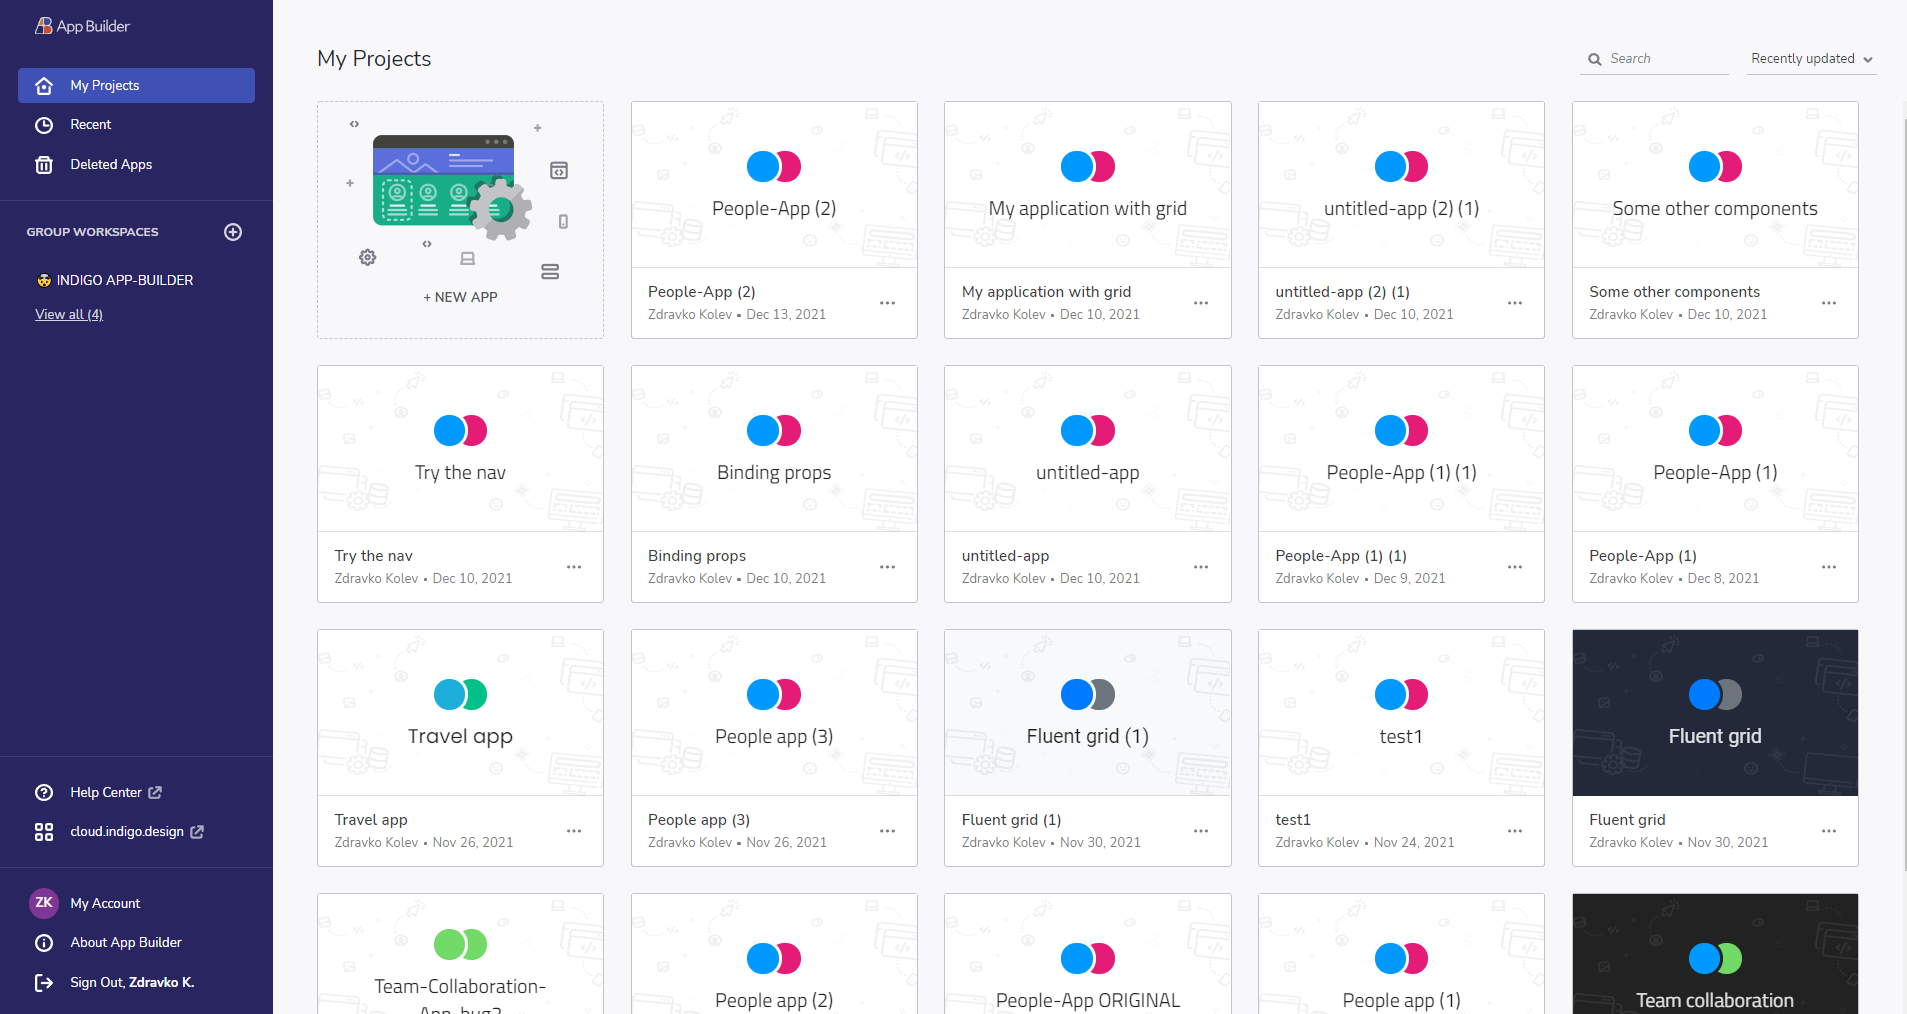 App Builder
My Projects
Recent
Deleted Apps
GROUP WORKSPACES
INDIGO APP-BUILDER
View all (4)
Help Center
cloud.indigo.design
ZK My Account
About App Builder
Sign Out, Zdravko K.
My Projects
Search
Recently updated
+ NEW APP
People-App (2)
People-App (2)
Zdravko Kolev • Dec 13, 2021
My application with grid
My application with grid
Zdravko Kolev • Dec 10, 2021
untitled-app (2) (1)
untitled-app (2) (1)
Zdravko Kolev • Dec 10, 2021
Some other components
Some other components
Zdravko Kolev • Dec 10, 2021
Try the nav
Try the nav
Zdravko Kolev • Dec 10, 2021
Binding props
Binding props
Zdravko Kolev • Dec 10, 2021
untitled-app
untitled-app
Zdravko Kolev • Dec 10, 2021
People-App (1) (1)
People-App (1) (1)
Zdravko Kolev • Dec 9, 2021
People-App (1)
People-App (1)
Zdravko Kolev • Dec 8, 2021
Travel app
Travel app
Zdravko Kolev • Nov 26, 2021
People app (3)
People app (3)
Zdravko Kolev • Nov 26, 2021
Fluent grid (1)
Fluent grid (1)
Zdravko Kolev • Nov 30, 2021
test1
test1
Zdravko Kolev • Nov 24, 2021
Fluent grid
Fluent grid
Zdravko Kolev • Nov 30, 2021
Team-Collaboration-
People app (2)
People-App ORIGINAL
People app (1)
Team collaboration